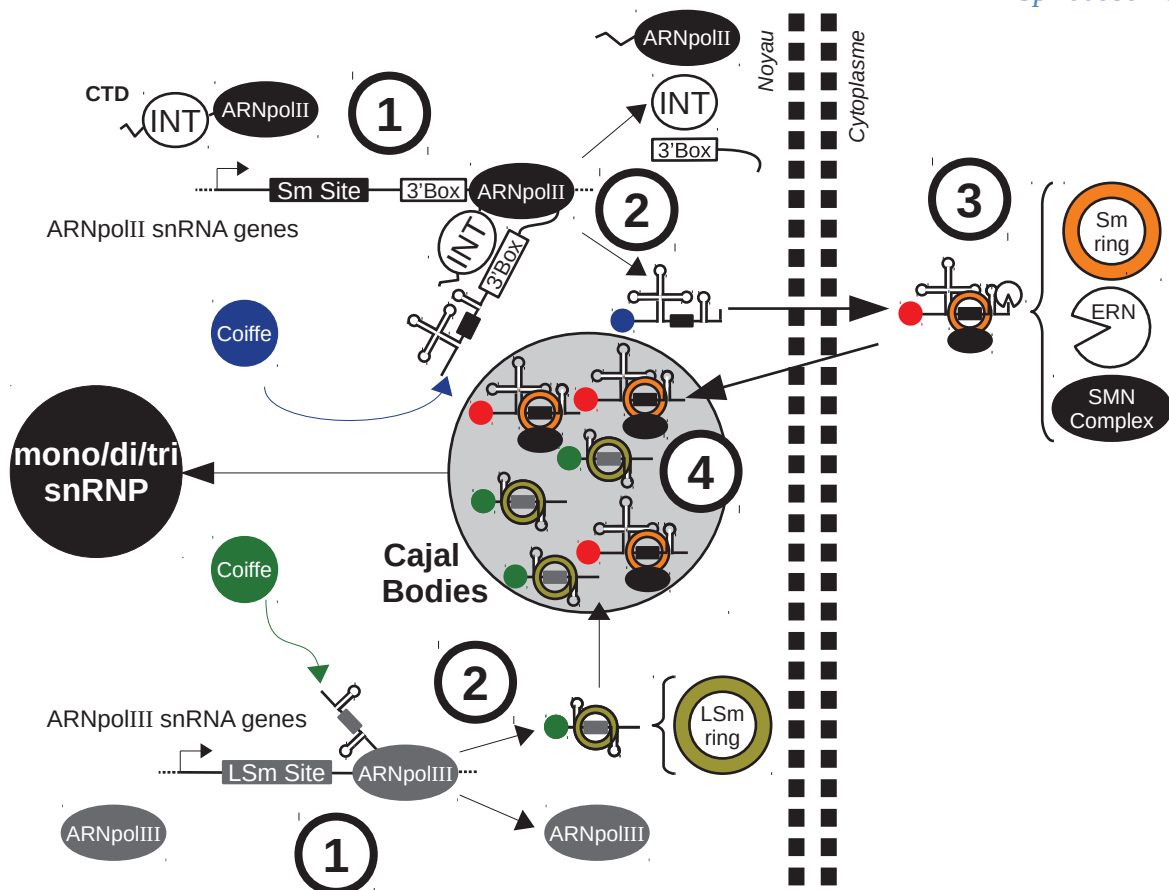 ARNpolII
Noyau
Cytoplasme
CTD
INT
ARNpolII
1
INT
3'Box
Sm Site
3'Box
ARNpolII
2
3
ARNpolII snRNA genes
INT
3'Box
Sm
ring
ERN
SMN
Complex
Coiffe
mono/di/tri
snRNP
4
Cajal
Bodies
Coiffe
2
ARNpolIII snRNA genes
LSm
ring
LSm Site
ARNpolIII
ARNpolIII
ARNpolIII
1